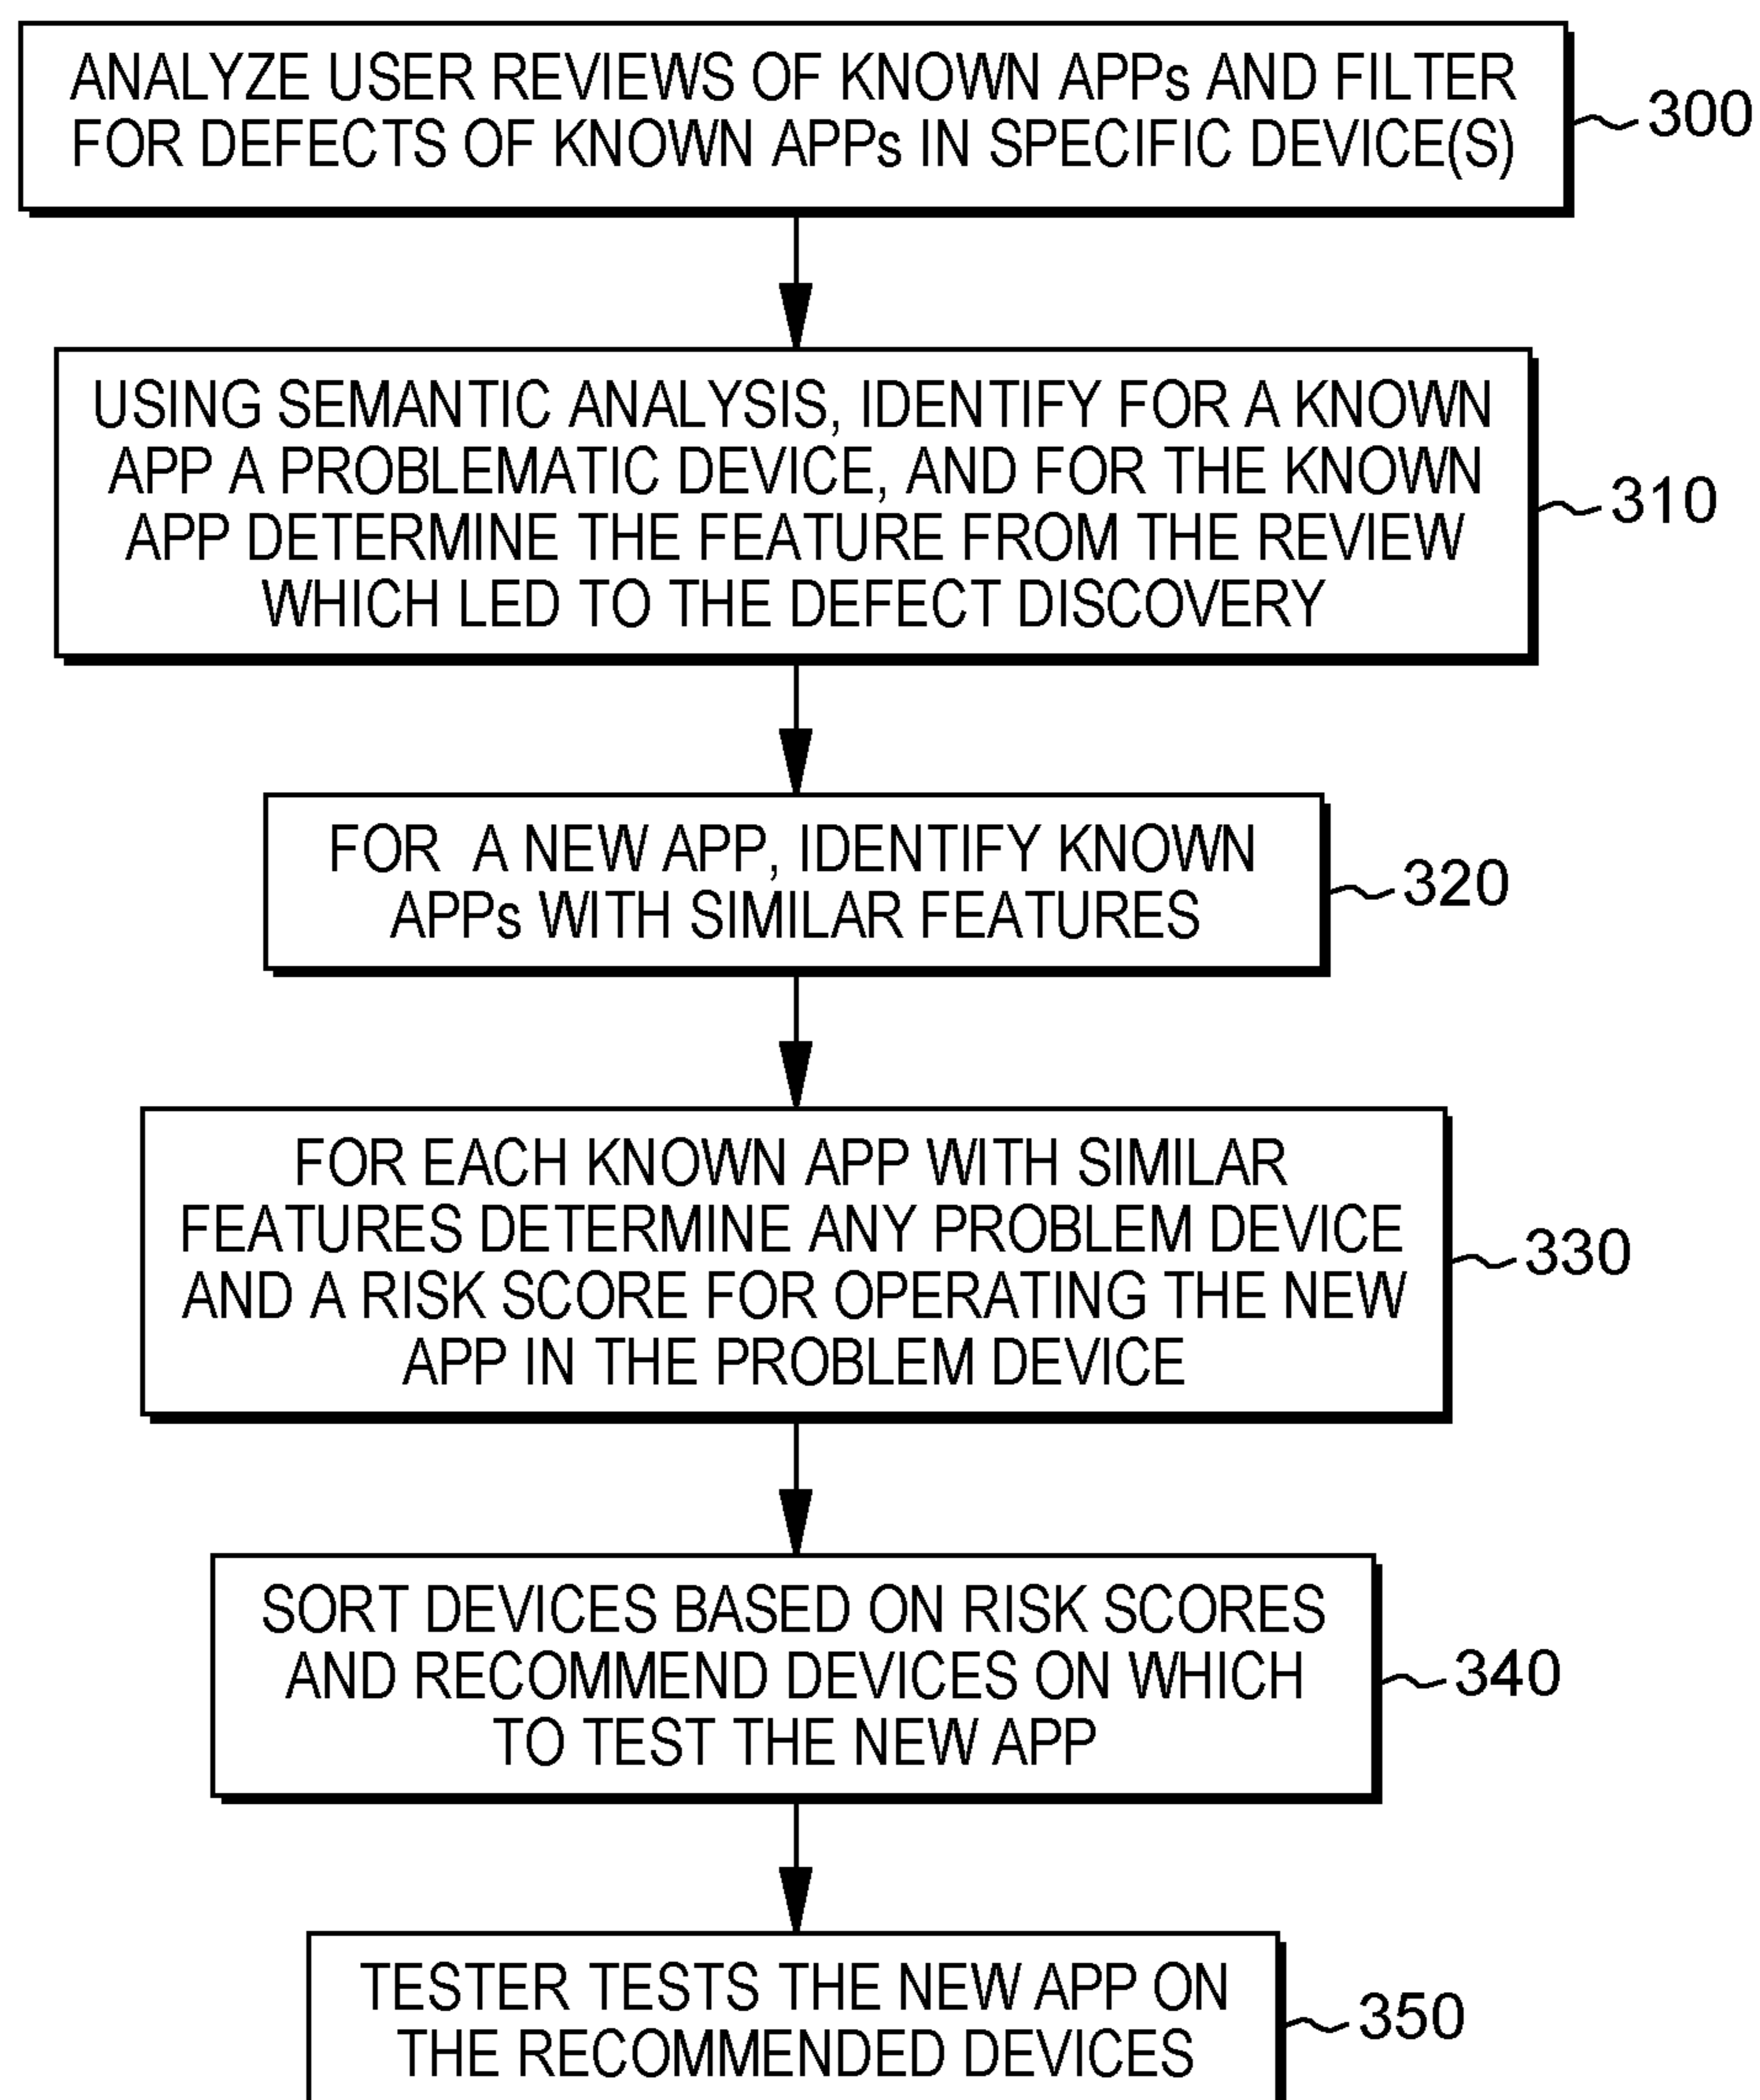 ANALYZE USER REVIEWS OF KNOWN APPs AND FILTER
FOR DEFECTS OF KNOWN APPs IN SPECIFIC DEVICE(S)
300
USING SEMANTIC ANALYSIS, IDENTIFY FOR A KNOWN
APP A PROBLEMATIC DEVICE, AND FOR THE KNOWN
APP DETERMINE THE FEATURE FROM THE REVIEW
WHICH LED TO THE DEFECT DISCOVERY
310
FOR A NEW APP, IDENTIFY KNOWN
APPs WITH SIMILAR FEATURES
320
FOR EACH KNOWN APP WITH SIMILAR
FEATURES DETERMINE ANY PROBLEM DEVICE
AND A RISK SCORE FOR OPERATING THE NEW
APP IN THE PROBLEM DEVICE
330
SORT DEVICES BASED ON RISK SCORES
AND RECOMMEND DEVICES ON WHICH
TO TEST THE NEW APP
340
TESTER TESTS THE NEW APP ON
THE RECOMMENDED DEVICES
350